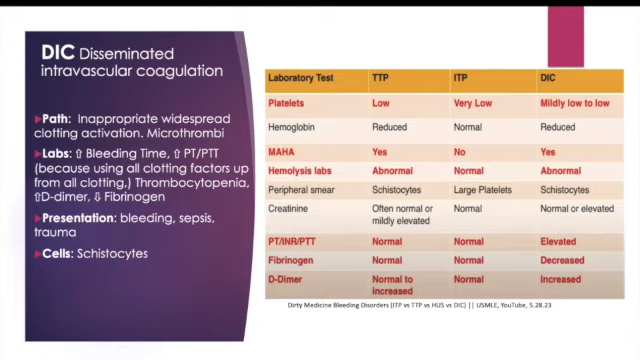 DIC Disseminated
intravascular coagulation
▶Path: Inappropriate widespread
clotting activation. Microthrombi
▶Labs: ⇧ Bleeding Time, ⇧ PT/PTT
(because using all clotting factors up
from all clotting,) Thrombocytopenia,
⇧D-dimer, ⇩ Fibrinogen
▶Presentation: bleeding, sepsis,
trauma
▶Cells: Schistocytes
Laboratory Test TTP ITP DIC
Platelets Low Very Low Mildly low to low
Hemoglobin Reduced Normal Reduced
MAHA Yes No Yes
Hemolysis labs Abnormal Normal Abnormal
Peripheral smear Schistocytes Large Platelets Schistocytes
Creatinine Often normal or Normal Normal or elevated
mildly elevated
PT/INR/PTT Normal Normal Elevated
Fibrinogen Normal Normal Decreased
D-Dimer Normal to Normal Increased
increased
Dirty Medicine Bleeding Disorders (ITP vs TTP vs HUS vs DIC) || USMLE, YouTube, 5.28.23